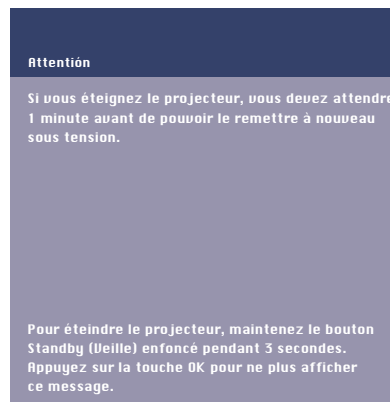 Attentión
Si vous éteignez le projecteur, vous devez attendre
1 minute avant de pouvoir le remettre à nouveau
sous tension.
Pour éteindre le projecteur, maintenez le bouton
Standby (Veille) enfoncé pendant 3 secondes.
Appuyez sur la touche OK pour ne plus afficher
ce message.